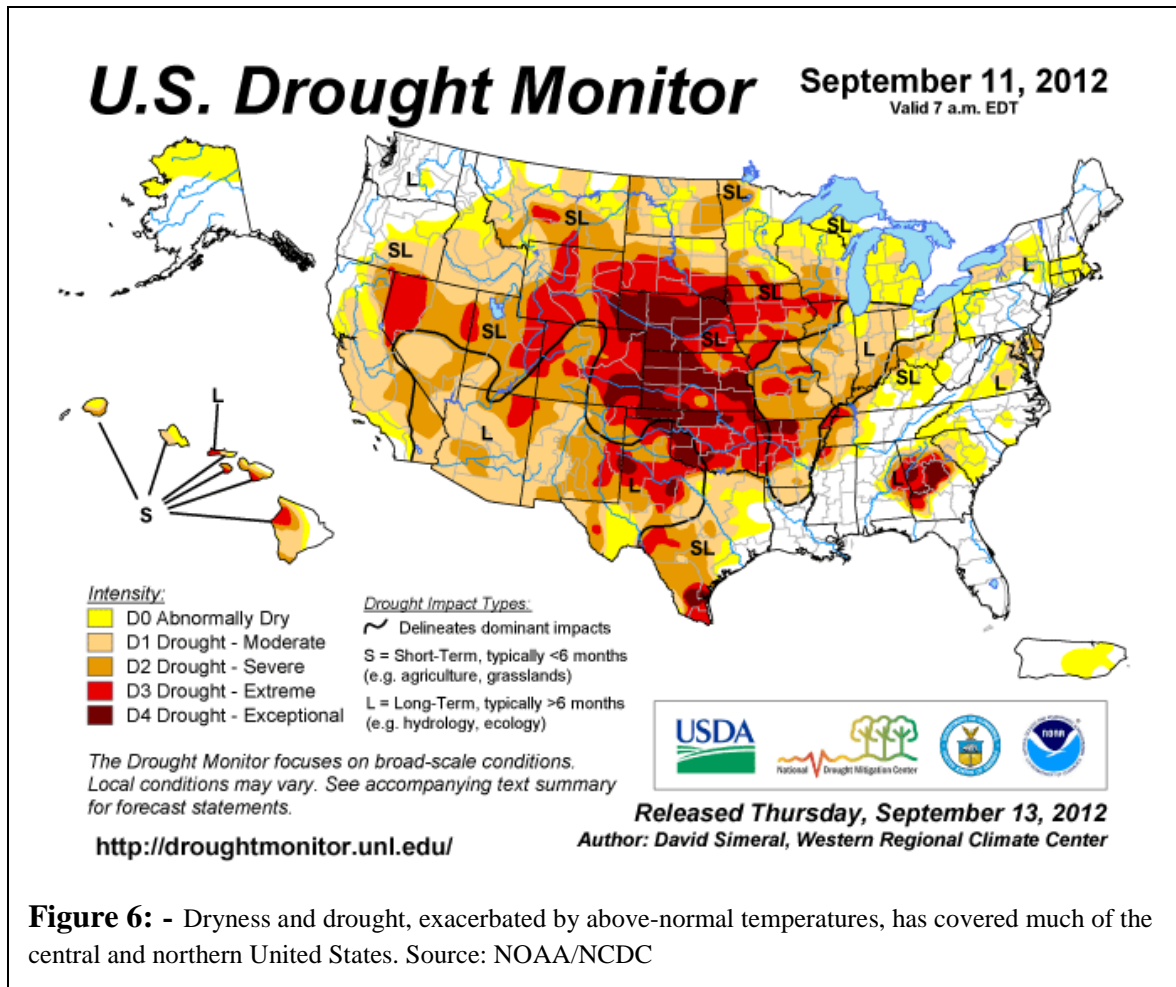 U.S. Drought Monitor
September 11, 2012
Valid 7 a.m. EDT
L
SL
SL
SL
SL
SL
L
SL
SL
SL
L
L
SL
L
L
L
L
SL
L
S
Intensity:
D0 Abnormally Dry
D1 Drought - Moderate
D2 Drought - Severe
D3 Drought - Extreme
D4 Drought - Exceptional
Drought Impact Types:
Delineates dominant impacts
S = Short-Term, typically <6 months
(e.g. agriculture, grasslands)
L = Long-Term, typically >6 months
(e.g. hydrology, ecology)
USDA
National Drought Mitigation Center
NOAA
The Drought Monitor focuses on broad-scale conditions.
Local conditions may vary. See accompanying text summary
for forecast statements.
http://droughtmonitor.unl.edu/
Released Thursday, September 13, 2012
Author: David Simeral, Western Regional Climate Center
Figure 6: - Dryness and drought, exacerbated by above-normal temperatures, has covered much of the
central and northern United States. Source: NOAA/NCDC